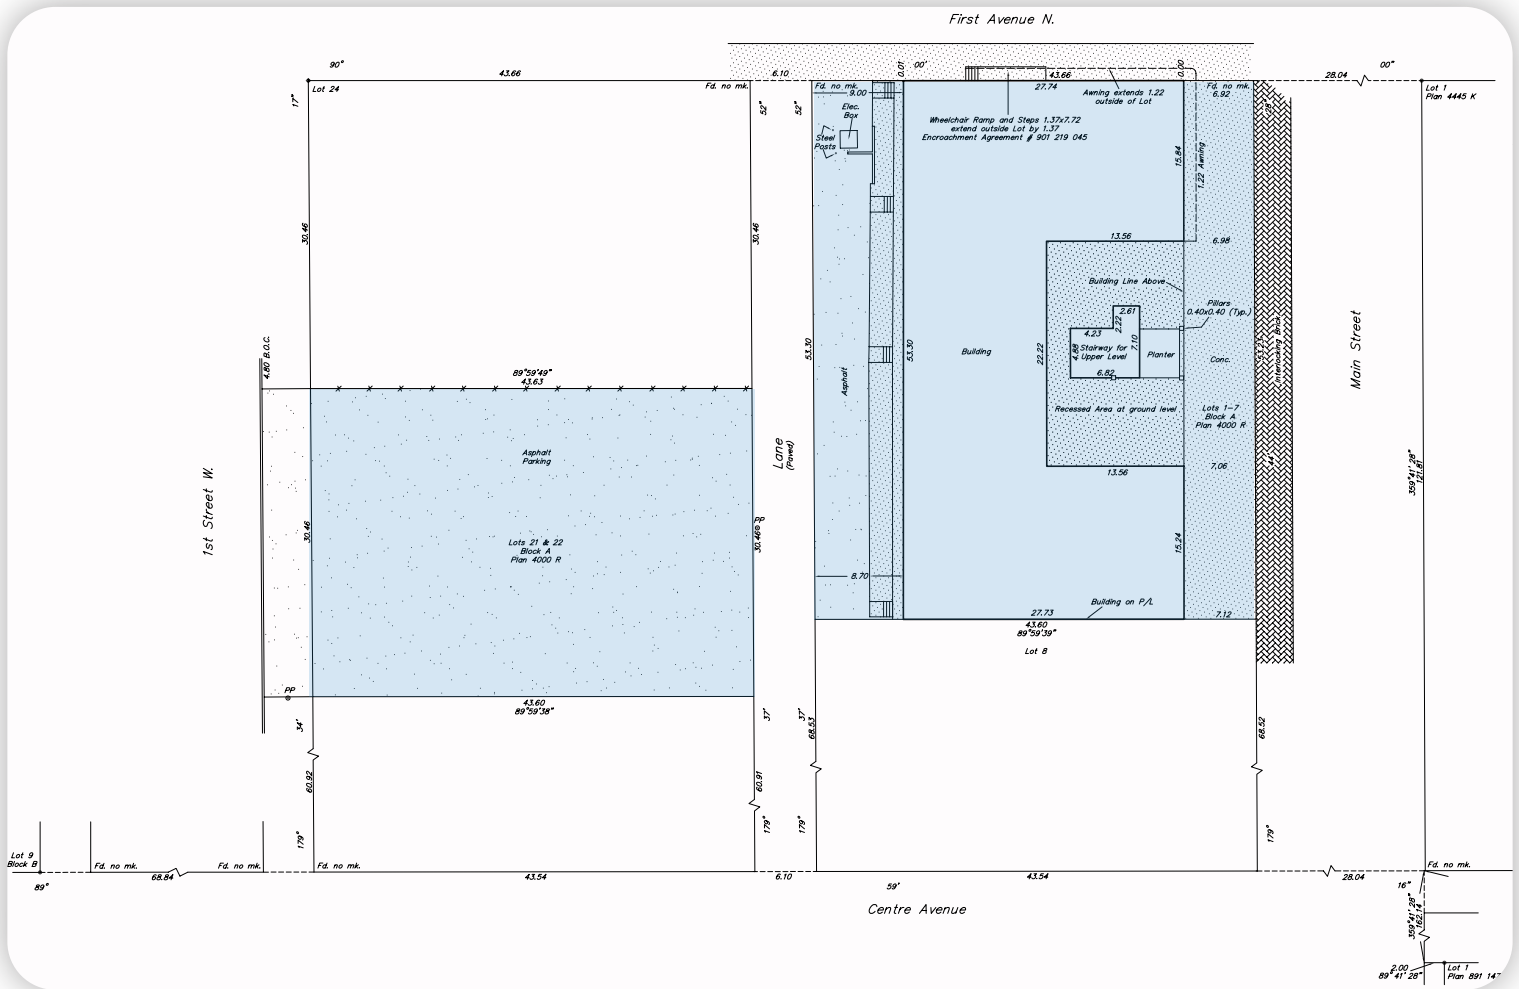 First Avenue N.
90°
43.66
6.10
0.01
00'
43.66
0.00
28.04
00"
Lot 24
Fd. no mk.
Fd. no mk.
9.00
27.74
Awning extends 1.22
outside of Lot
Fd. no mk.
6.92
Lot 1
Plan 4445 K
17"
52"
52"
28"
Elec.
Box
Steel
Posts
Wheelchair Ramp and Steps 1.37x7.72
extend outside Lot by 1.37
Encroachment Agreement # 901 219 045
15.84
1.22 Awning
30.46
30.46
13.56
6.98
Building Line Above
Pillars
0.40x0.40 (Typ.)
2.61
2.22
4.23
7.10
4.88
Stairway for
Upper Level
Planter
6.82
Conc.
Interlocking Brick
Main Street
53.30
53.30
Building
22.22
4.80 B.O.C.
89°59'49"
43.63
Asphalt
Recessed Area at ground level
Lots 1-7
Block A
Plan 4000 R
Asphalt
Parking
Lane
(Paved)
13.56
7.06
44'
359°41'28"
121.81
1st Street W.
30.46
Lots 21 & 22
Block A
Plan 4000 R
PP
30.46
8.70
15.24
Building on P/L
27.73
7.12
43.60
89°59'39"
Lot 8
PP
43.60
89°59'38"
34'
37'
37'
68.53
68.52
60.92
60.91
179°
179°
179°
179°
Lot 9
Block B
Fd. no mk.
Fd. no mk.
Fd. no mk.
Fd. no mk.
89°
68.84
43.54
6.10
59'
43.54
28.04
16"
Centre Avenue
359°41'28"
162.14
2.00
89°41'28"
Lot 1
Plan 891 147